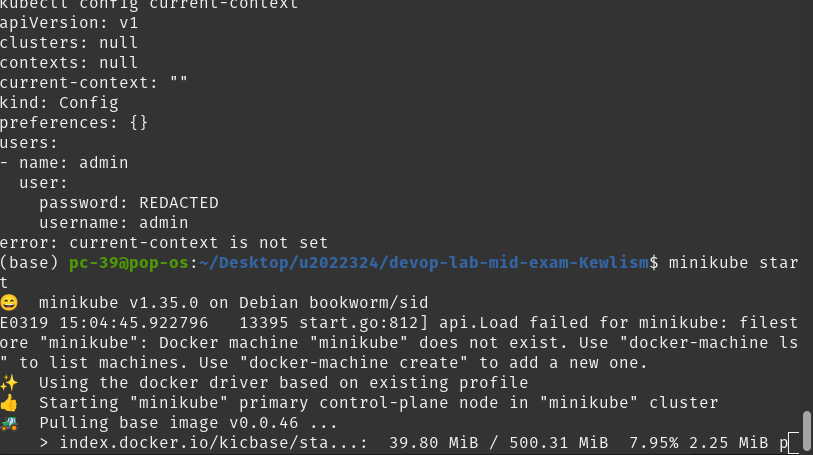 kubectl config current-context
apiVersion: v1
clusters: null
contexts: null
current-context: ""
kind: Config
preferences: {}
users:
- name: admin
  user:
    password: REDACTED
    username: admin
error: current-context is not set
(base) pc-39@pop-os:~/Desktop/u2022324/devop-lab-mid-exam-Kewlism$ minikube star
t
😄  minikube v1.35.0 on Debian bookworm/sid
E0319 15:04:45.922796   13395 start.go:812] api.Load failed for minikube: filest
ore "minikube": Docker machine "minikube" does not exist. Use "docker-machine ls
" to list machines. Use "docker-machine create" to add a new one.
✨  Using the docker driver based on existing profile
👍  Starting "minikube" primary control-plane node in "minikube" cluster
🚜  Pulling base image v0.0.46 ...
    > index.docker.io/kicbase/sta...:  39.80 MiB / 500.31 MiB  7.95% 2.25 MiB p